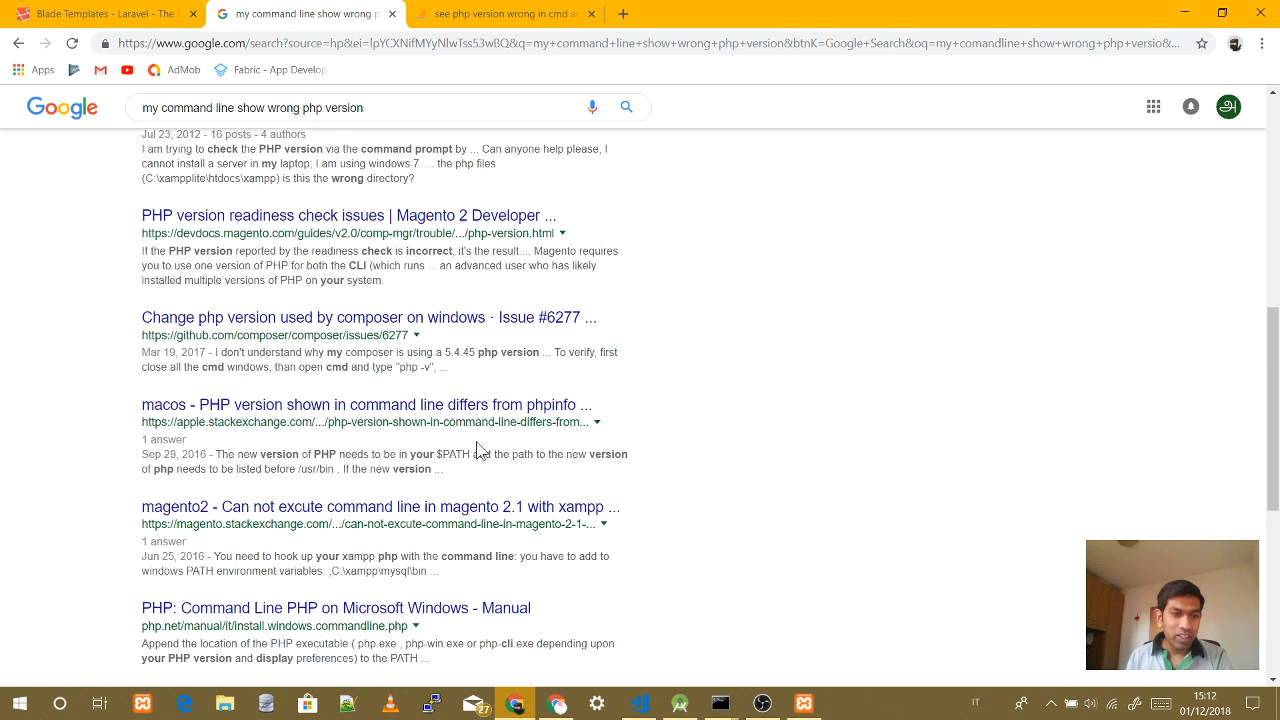 Blade Templates - Laravel - The P
my command line show wrong p
see php version wrong in cmd a
https://www.google.com/search?source=hp&ei=lpYCXNifMYyNlwTss53wBQ&q=my+command+line+show+wrong+php+version&btnK=Google+Search&oq=my+comandline+show+wrong+php+versio&...
Apps
AdMob
Fabric - App Develop
Google
my command line show wrong php version
அ
Jul 23, 2012 - 16 posts - 4 authors
I am trying to check the PHP version via the command prompt by ... Can anyone help please, I
cannot install a server in my laptop; I am using windows 7. ... the php files
(C:\xampplite\htdocs\xampp) is this the wrong directory?
PHP version readiness check issues | Magento 2 Developer ...
https://devdocs.magento.com/guides/v2.0/comp-mgr/trouble/.../php-version.html
If the PHP version reported by the readiness check is incorrect, it's the result ... Magento requires
you to use one version of PHP for both the CLI (which runs ... an advanced user who has likely
installed multiple versions of PHP on your system.
Change php version used by composer on windows · Issue #6277 ...
https://github.com/composer/composer/issues/6277
Mar 19, 2017 - I don't understand why my composer is using a 5.4.45 php version ... To verify, first
close all the cmd windows, than open cmd and type "php -v", ...
macos - PHP version shown in command line differs from phpinfo ...
https://apple.stackexchange.com/.../php-version-shown-in-command-line-differs-from...
1 answer
Sep 29, 2016 - The new version of PHP needs to be in your $PATH and the path to the new version
of php needs to be listed before /usr/bin . If the new version ...
magento2 - Can not excute command line in magento 2.1 with xampp ...
https://magento.stackexchange.com/.../can-not-excute-command-line-in-magento-2-1-...
1 answer
Jun 25, 2016 - You need to hook up your xampp php with the command line: you have to add to
windows PATH environment variables: ,C:\xampp\mysql\bin ...
PHP: Command Line PHP on Microsoft Windows - Manual
php.net/manual/it/install.windows.commandline.php
Append the location of the PHP executable ( php.exe , php-win exe or php-cli exe depending upon
your PHP version and display preferences) to the PATH ...
27
IT
15:12
01/12/2018